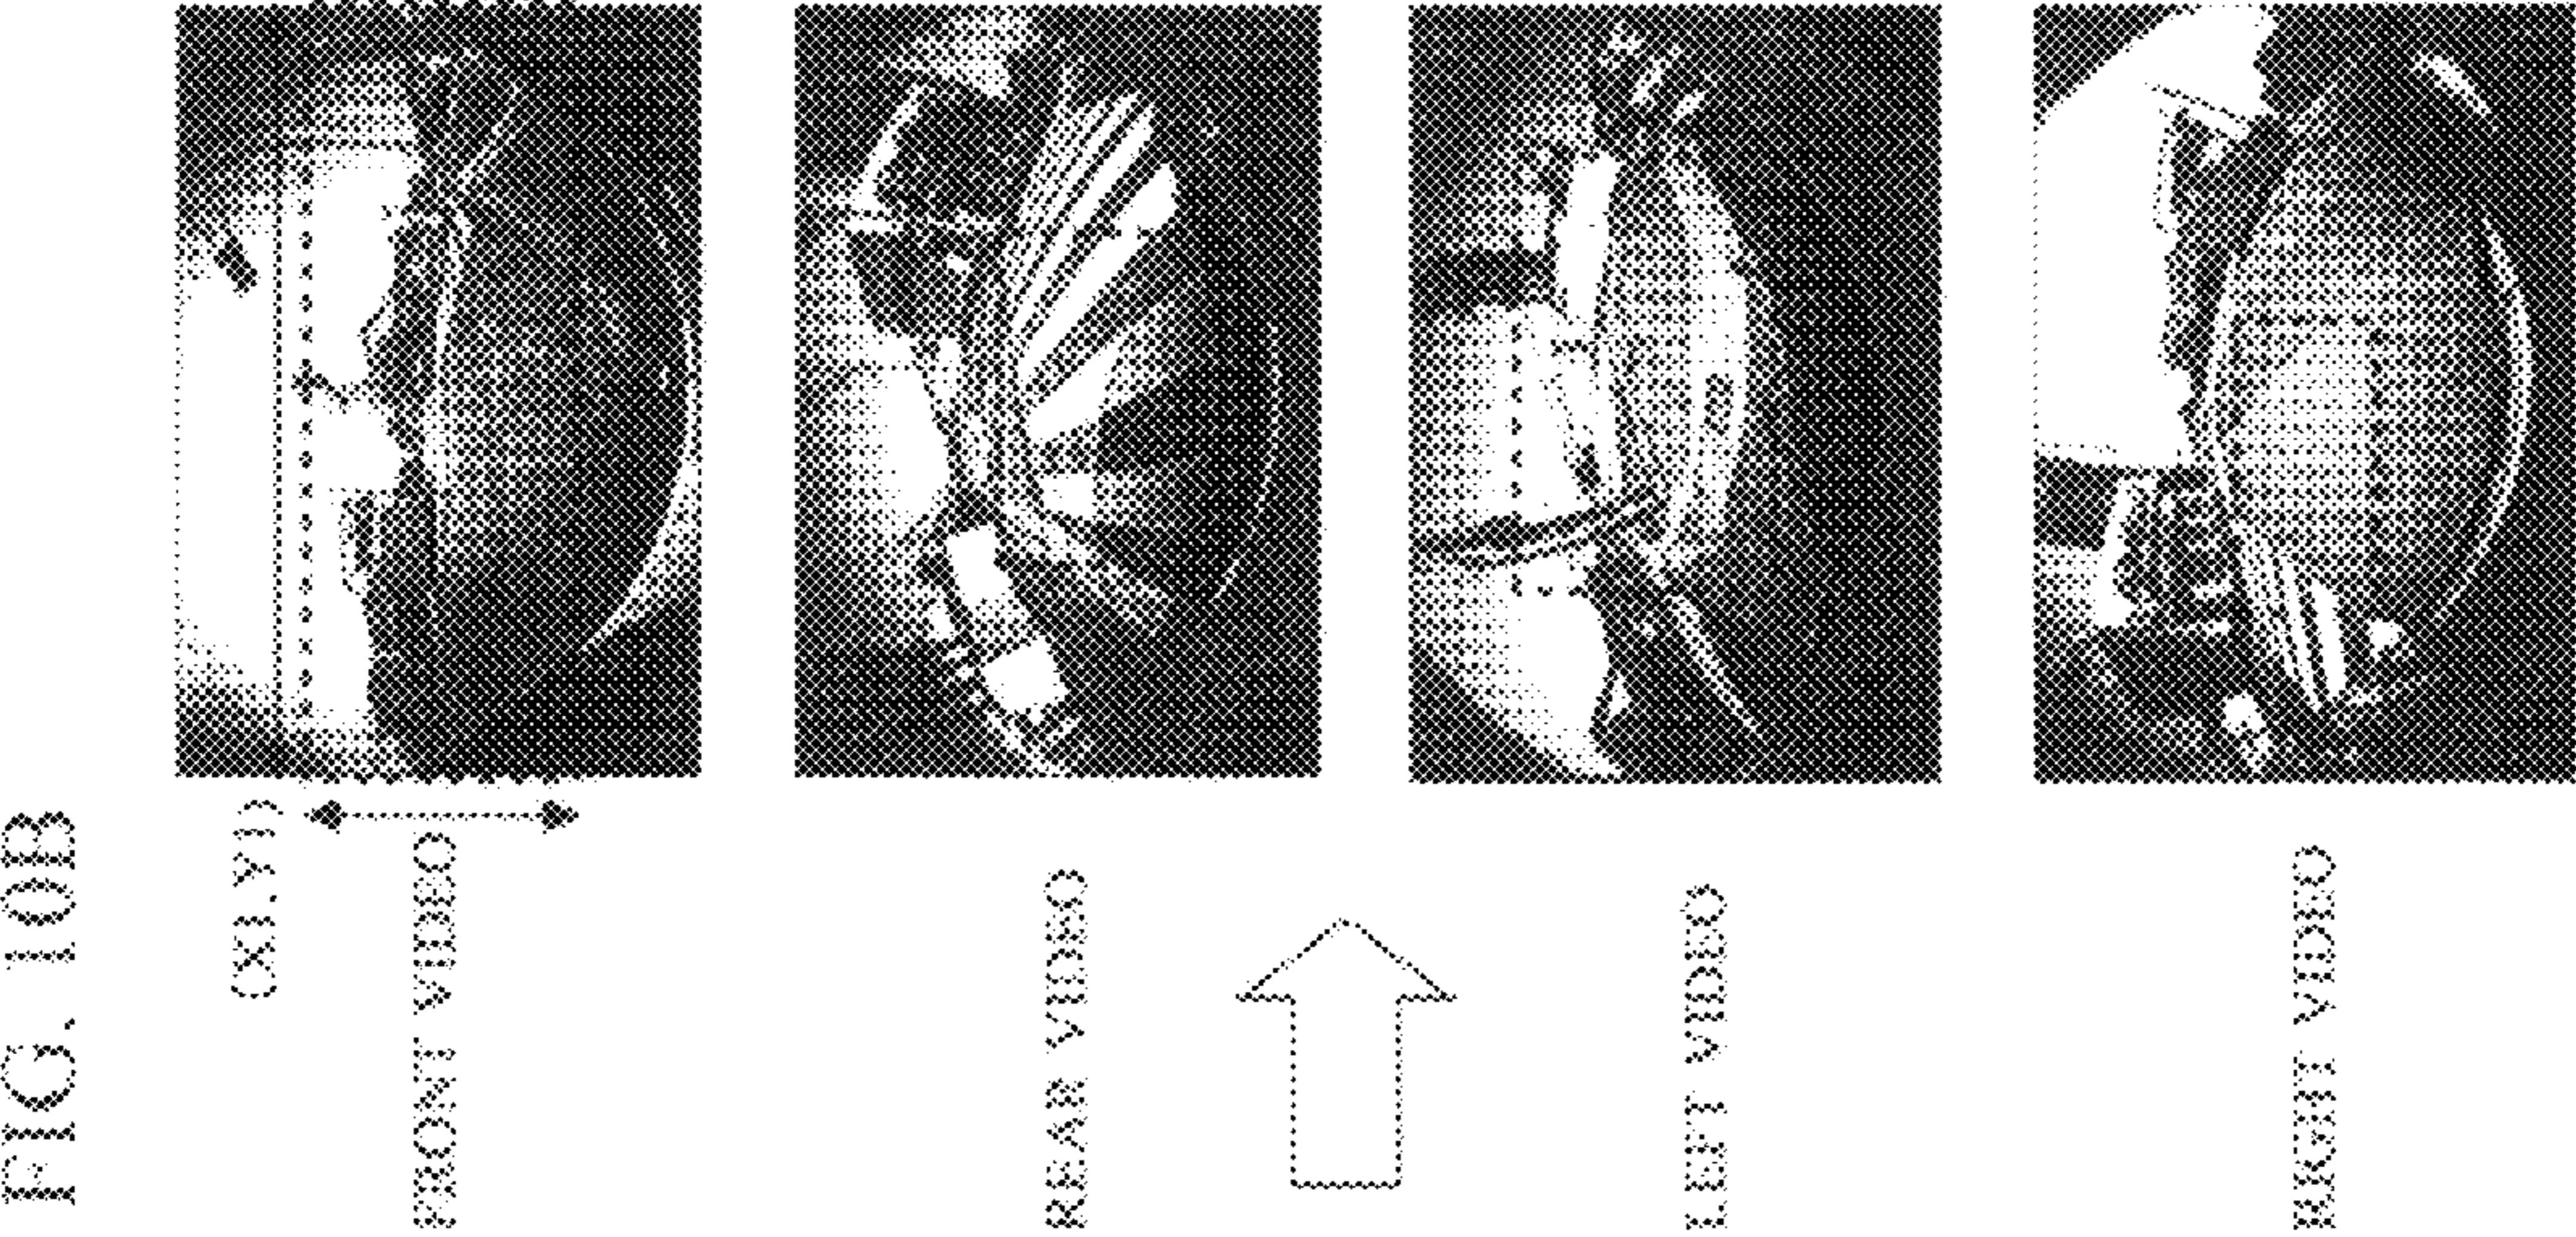 FIG. 10B
(X1,Y1)
FRONT VIDEO
REAR VIDEO
LEFT VIDEO
RIGHT VIDEO